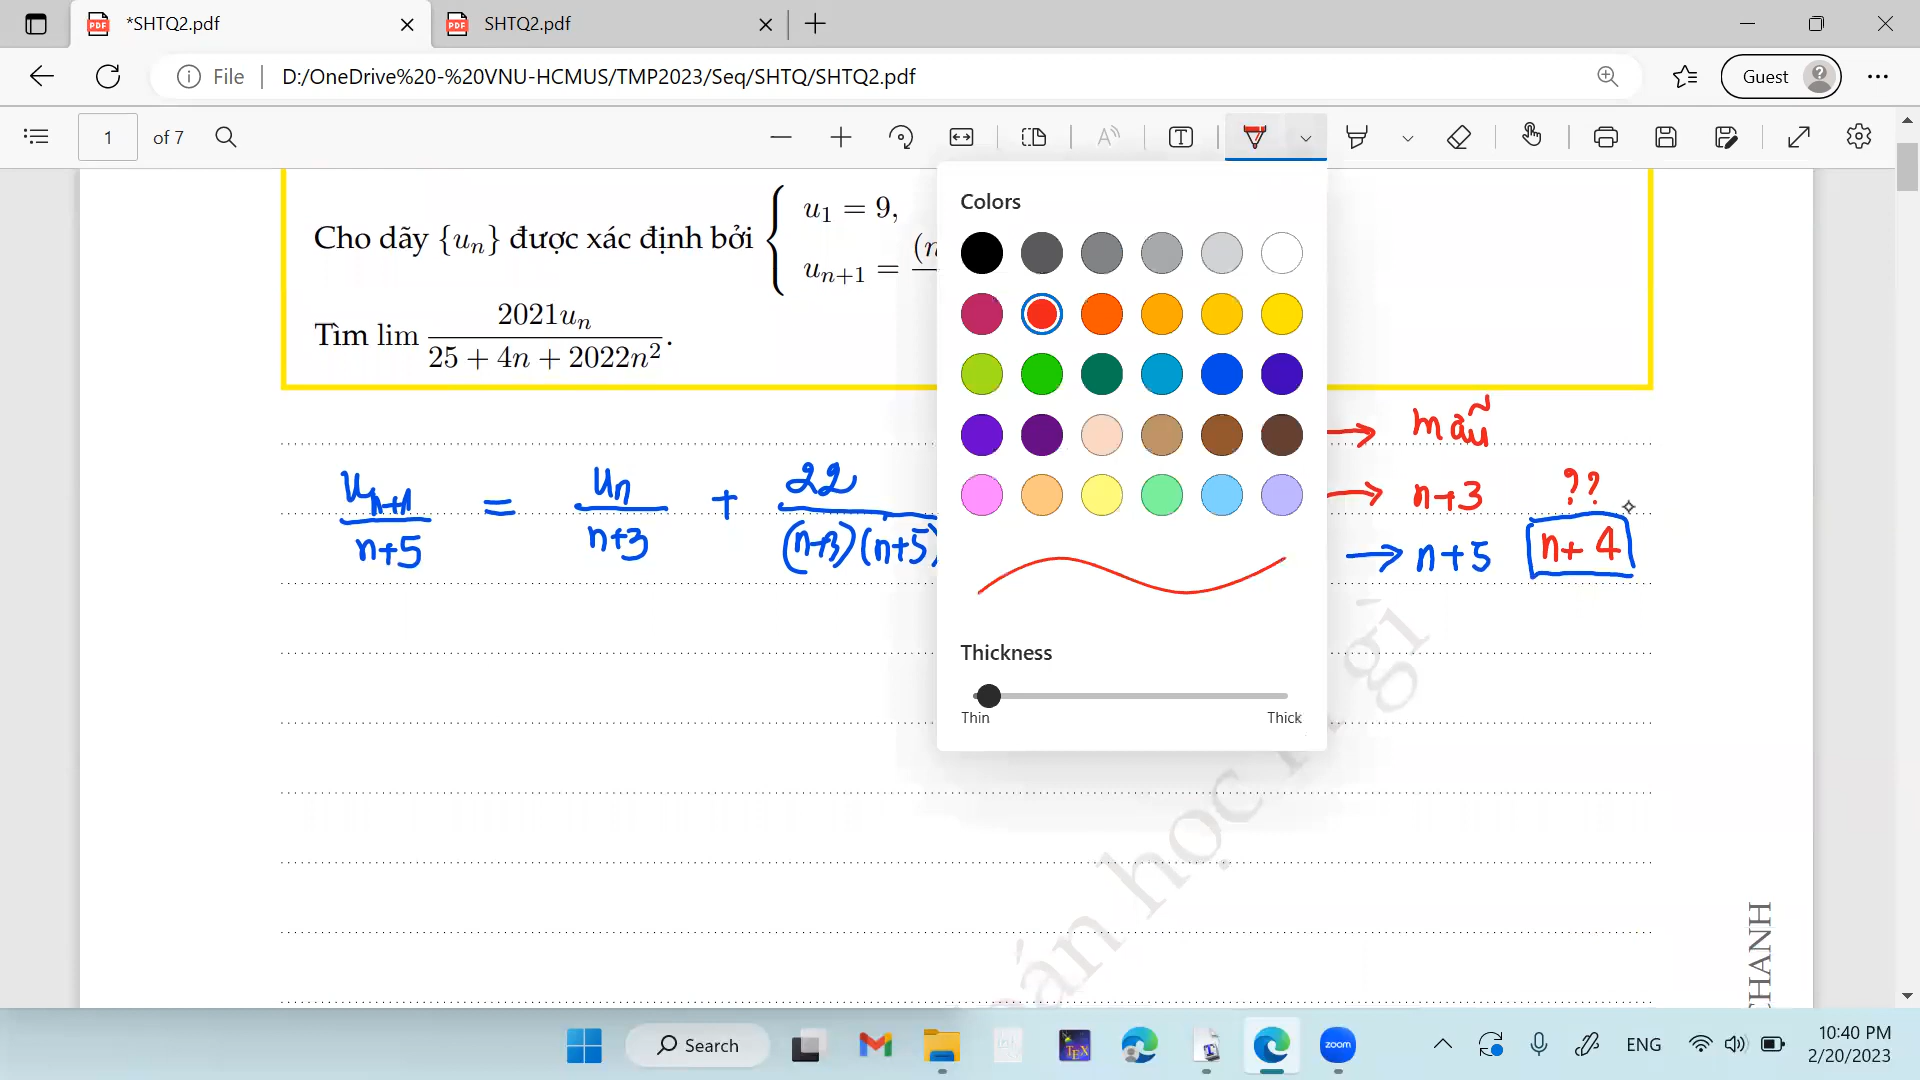 *SHTQ2.pdf
SHTQ2.pdf
File D:/OneDrive%20-%20VNU-HCMUS/TMP2023/Seq/SHTQ/SHTQ2.pdf Guest
1 of 7
Cho dãy {uₙ} được xác định bởi { u₁ = 9,
uₙ₊₁ = (n
Tìm lim 2021uₙ / (25 + 4n + 2022n²).
Colors
Thickness
Thin Thick
→ mẫu
→ n+3 ??
→ n+5 n+4
uₙ₊₁/(n+5) = uₙ/(n+3) + 22/((n+3)(n+5)
CHANH
Search
zoom
ENG
10:40 PM
2/20/2023